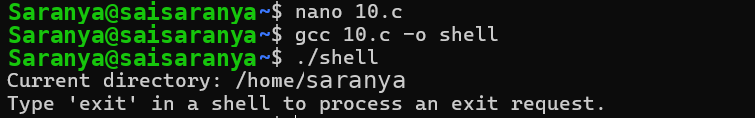 Saranya@saisaranya~$ nano 10.c
Saranya@saisaranya~$ gcc 10.c -o shell
Saranya@saisaranya~$ ./shell
Current directory: /home/saranya
Type 'exit' in a shell to process an exit request.